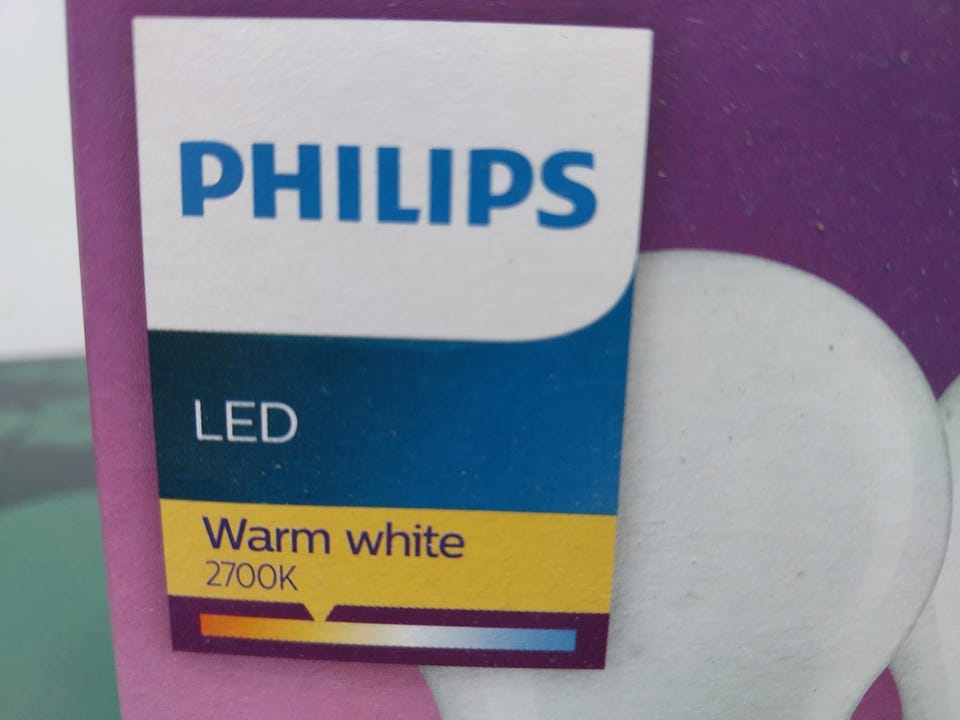 PHILIPS
LED
Warm white
2700K